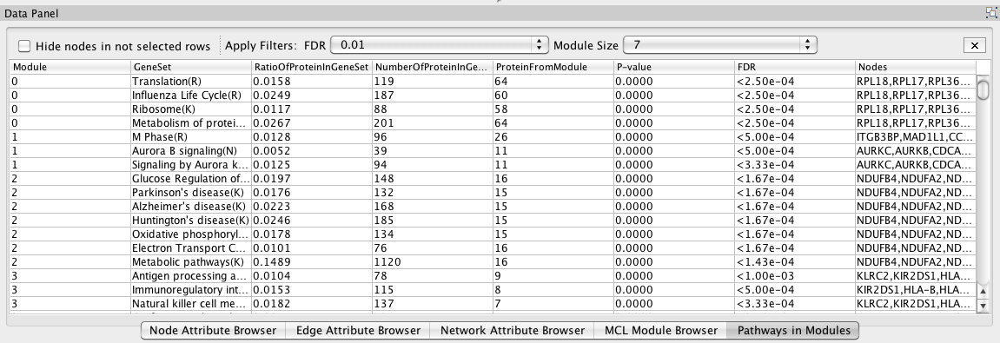 Data Panel
Hide nodes in not selected rows Apply Filters: FDR 0.01 Module Size 7
Module GeneSet RatioOfProteinInGeneSet NumberOfProteinInGe... ProteinFromModule P-value FDR Nodes
0 Translation(R) 0.0158 119 64 0.0000 <2.50e-04 RPL18,RPL17,RPL36...
0 Influenza Life Cycle(R) 0.0249 187 60 0.0000 <2.50e-04 RPL18,RPL17,RPL36...
0 Ribosome(K) 0.0117 88 58 0.0000 <2.50e-04 RPL18,RPL17,RPL36...
0 Metabolism of protei... 0.0267 201 64 0.0000 <2.50e-04 RPL18,RPL17,RPL36...
1 M Phase(R) 0.0128 96 26 0.0000 <5.00e-04 ITGB3BP,MAD1L1,CC...
1 Aurora B signaling(N) 0.0052 39 11 0.0000 <5.00e-04 AURKC,AURKB,CDCA...
1 Signaling by Aurora k... 0.0125 94 11 0.0000 <3.33e-04 AURKC,AURKB,CDCA...
2 Glucose Regulation of... 0.0197 148 16 0.0000 <1.67e-04 NDUFB4,NDUFA2,ND...
2 Parkinson's disease(K) 0.0176 132 15 0.0000 <1.67e-04 NDUFB4,NDUFA2,ND...
2 Alzheimer's disease(K) 0.0223 168 15 0.0000 <1.67e-04 NDUFB4,NDUFA2,ND...
2 Huntington's disease(K) 0.0246 185 15 0.0000 <1.67e-04 NDUFB4,NDUFA2,ND...
2 Oxidative phosphoryl... 0.0178 134 15 0.0000 <1.67e-04 NDUFB4,NDUFA2,ND...
2 Electron Transport C... 0.0101 76 16 0.0000 <1.67e-04 NDUFB4,NDUFA2,ND...
2 Metabolic pathways(K) 0.1489 1120 16 0.0000 <1.43e-04 NDUFB4,NDUFA2,ND...
3 Antigen processing a... 0.0104 78 9 0.0000 <1.00e-03 KLRC2,KIR2DS1,HLA...
3 Immunoregulatory int... 0.0153 115 8 0.0000 <5.00e-04 KIR2DS1,HLA-B,HLA...
3 Natural killer cell me... 0.0182 137 7 0.0000 <3.33e-04 KLRC2,KIR2DS1,HLA...
Node Attribute Browser Edge Attribute Browser Network Attribute Browser MCL Module Browser Pathways in Modules